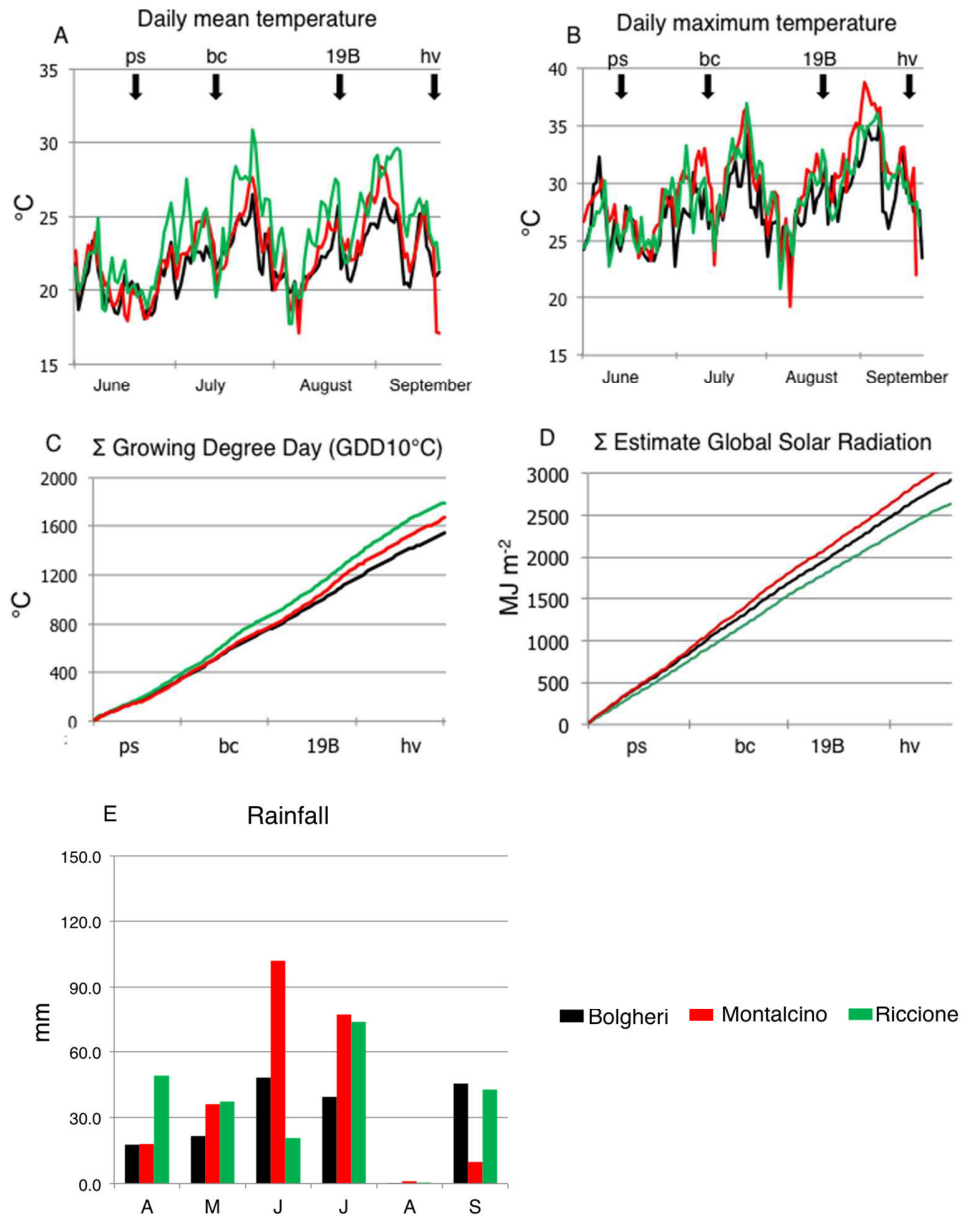 Daily mean temperature
A
ps bc 19B hv
35
30
25
20
15
°C
June July August September
Daily maximum temperature
B
ps bc 19B hv
40
35
30
25
20
15
°C
June July August September
C Σ Growing Degree Day (GDD10°C)
2000
1600
1200
800
400
0
°C
ps bc 19B hv
D Σ Estimate Global Solar Radiation
3000
2500
2000
1500
1000
500
0
MJ m-2
ps bc 19B hv
E Rainfall
150.0
120.0
90.0
60.0
30.0
0.0
mm
A M J J A S
Bolgheri Montalcino Riccione